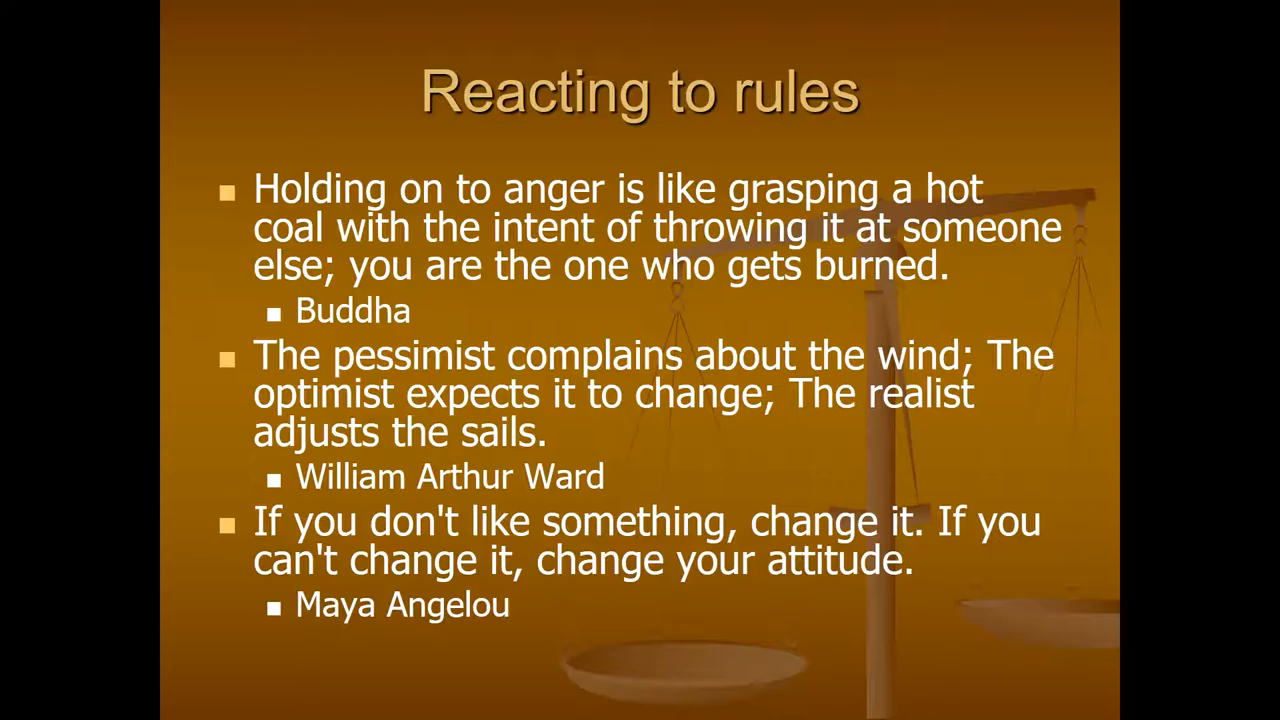 Reacting to rules
Holding on to anger is like grasping a hot
coal with the intent of throwing it at someone
else; you are the one who gets burned.
Buddha
The pessimist complains about the wind; The
optimist expects it to change; The realist
adjusts the sails.
William Arthur Ward
If you don't like something, change it. If you
can't change it, change your attitude.
Maya Angelou